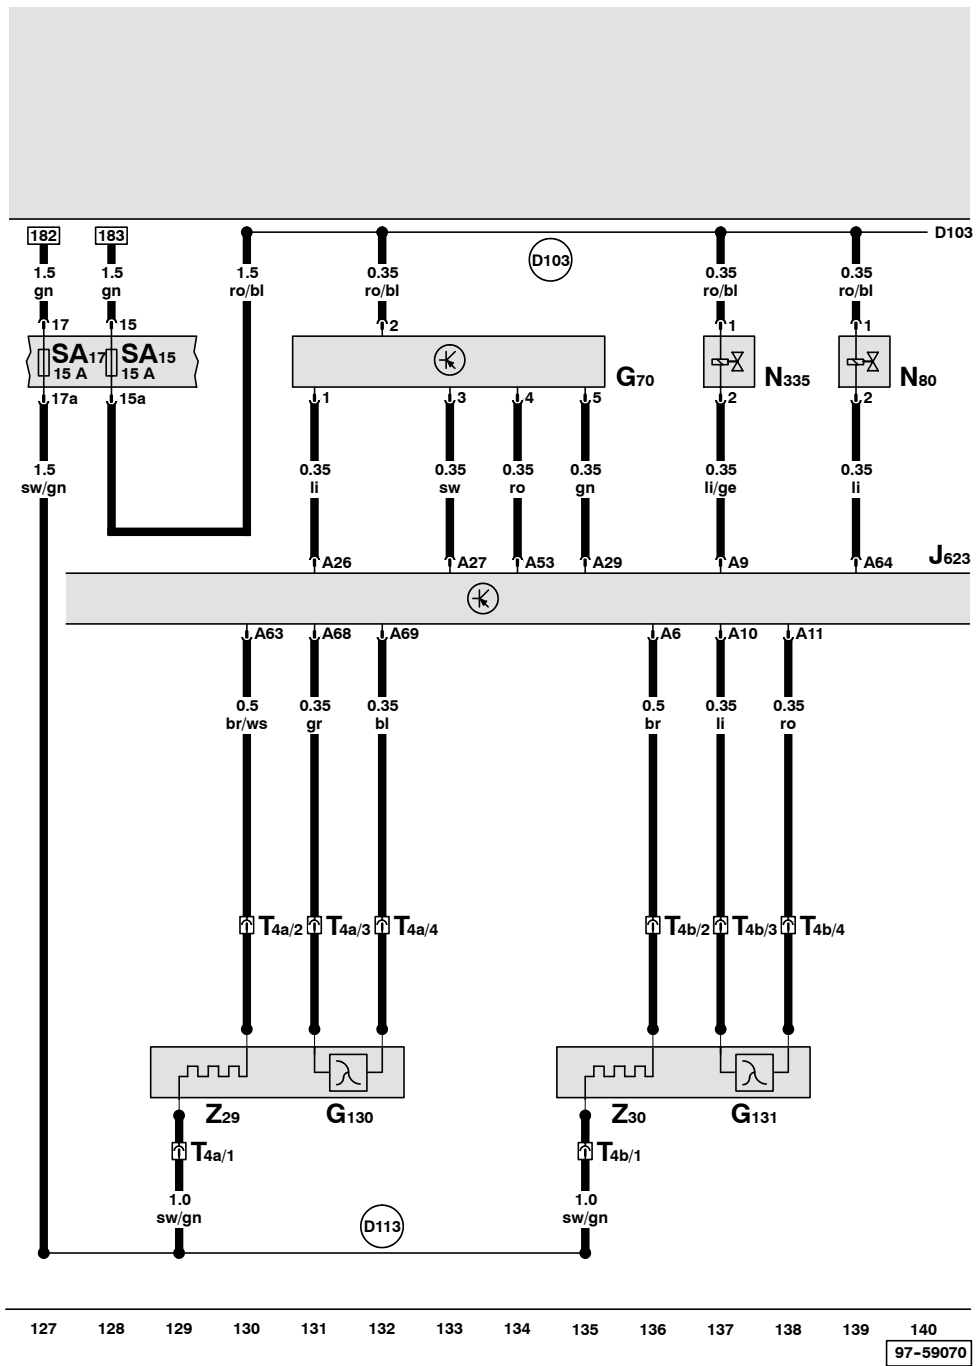 182 183 D103
D103
1.5 1.5 1.5 0.35 0.35 0.35
gn gn ro/bl ro/bl ro/bl ro/bl
17 15 2 1 1
SA17 SA15
15 A 15 A
G70 N335 N80
17a 15a 1 3 4 5 2 2
1.5 0.35 0.35 0.35 0.35 0.35 0.35
sw/gn li sw ro gn li/ge li
J623
A26 A27 A53 A29 A9 A64
A63 A68 A69 A6 A10 A11
0.5 0.35 0.35 0.5 0.35 0.35
br/ws gr bl br li ro
T4a/2 T4a/3 T4a/4 T4b/2 T4b/3 T4b/4
Z29 G130 Z30 G131
T4a/1 T4b/1
1.0 1.0
sw/gn sw/gn
D113
127 128 129 130 131 132 133 134 135 136 137 138 139 140
97-59070